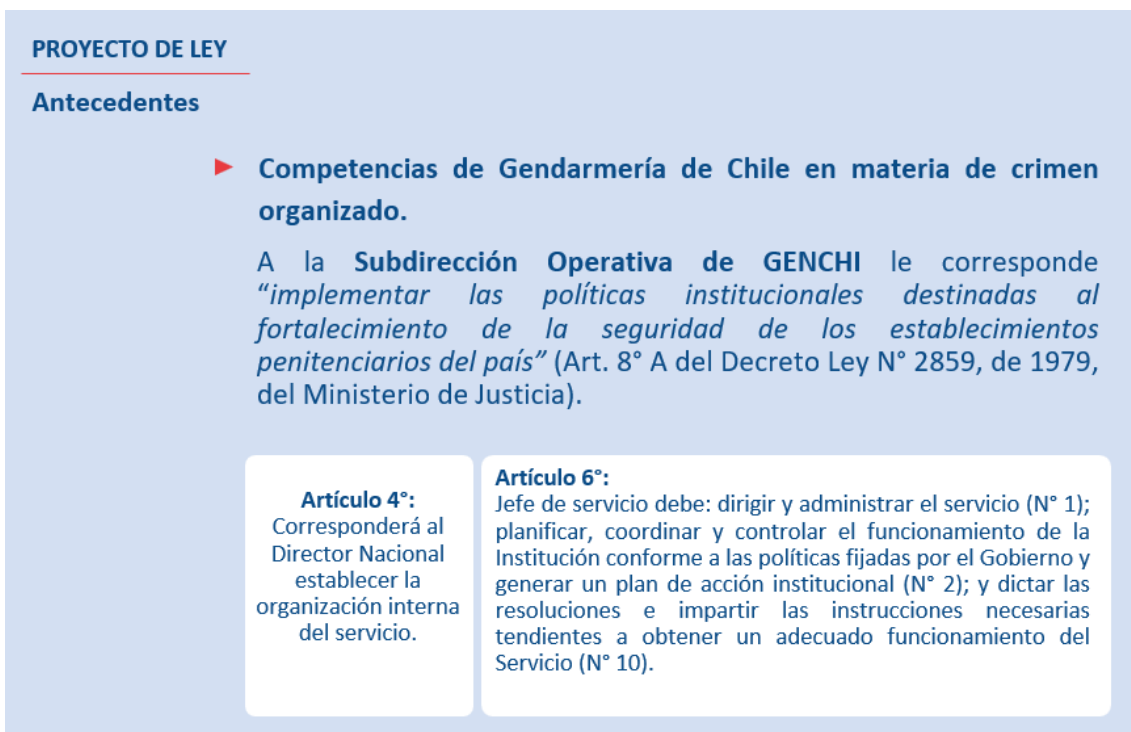 PROYECTO DE LEY
Antecedentes
Competencias de Gendarmería de Chile en materia de crimen
organizado.
A la Subdirección Operativa de GENCHI le corresponde
“implementar las políticas institucionales destinadas al
fortalecimiento de la seguridad de los establecimientos
penitenciarios del país” (Art. 8° A del Decreto Ley N° 2859, de 1979,
del Ministerio de Justicia).
Artículo 4°:
Corresponderá al
Director Nacional
establecer la
organización interna
del servicio.
Artículo 6°:
Jefe de servicio debe: dirigir y administrar el servicio (N° 1);
planificar, coordinar y controlar el funcionamiento de la
Institución conforme a las políticas fijadas por el Gobierno y
generar un plan de acción institucional (N° 2); y dictar las
resoluciones e impartir las instrucciones necesarias
tendientes a obtener un adecuado funcionamiento del
Servicio (N° 10).